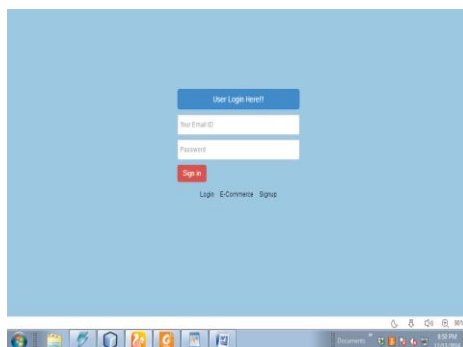 User Login Here!!
Your Email ID
Password
Sign in
Login E-Commerce Signup
Documents